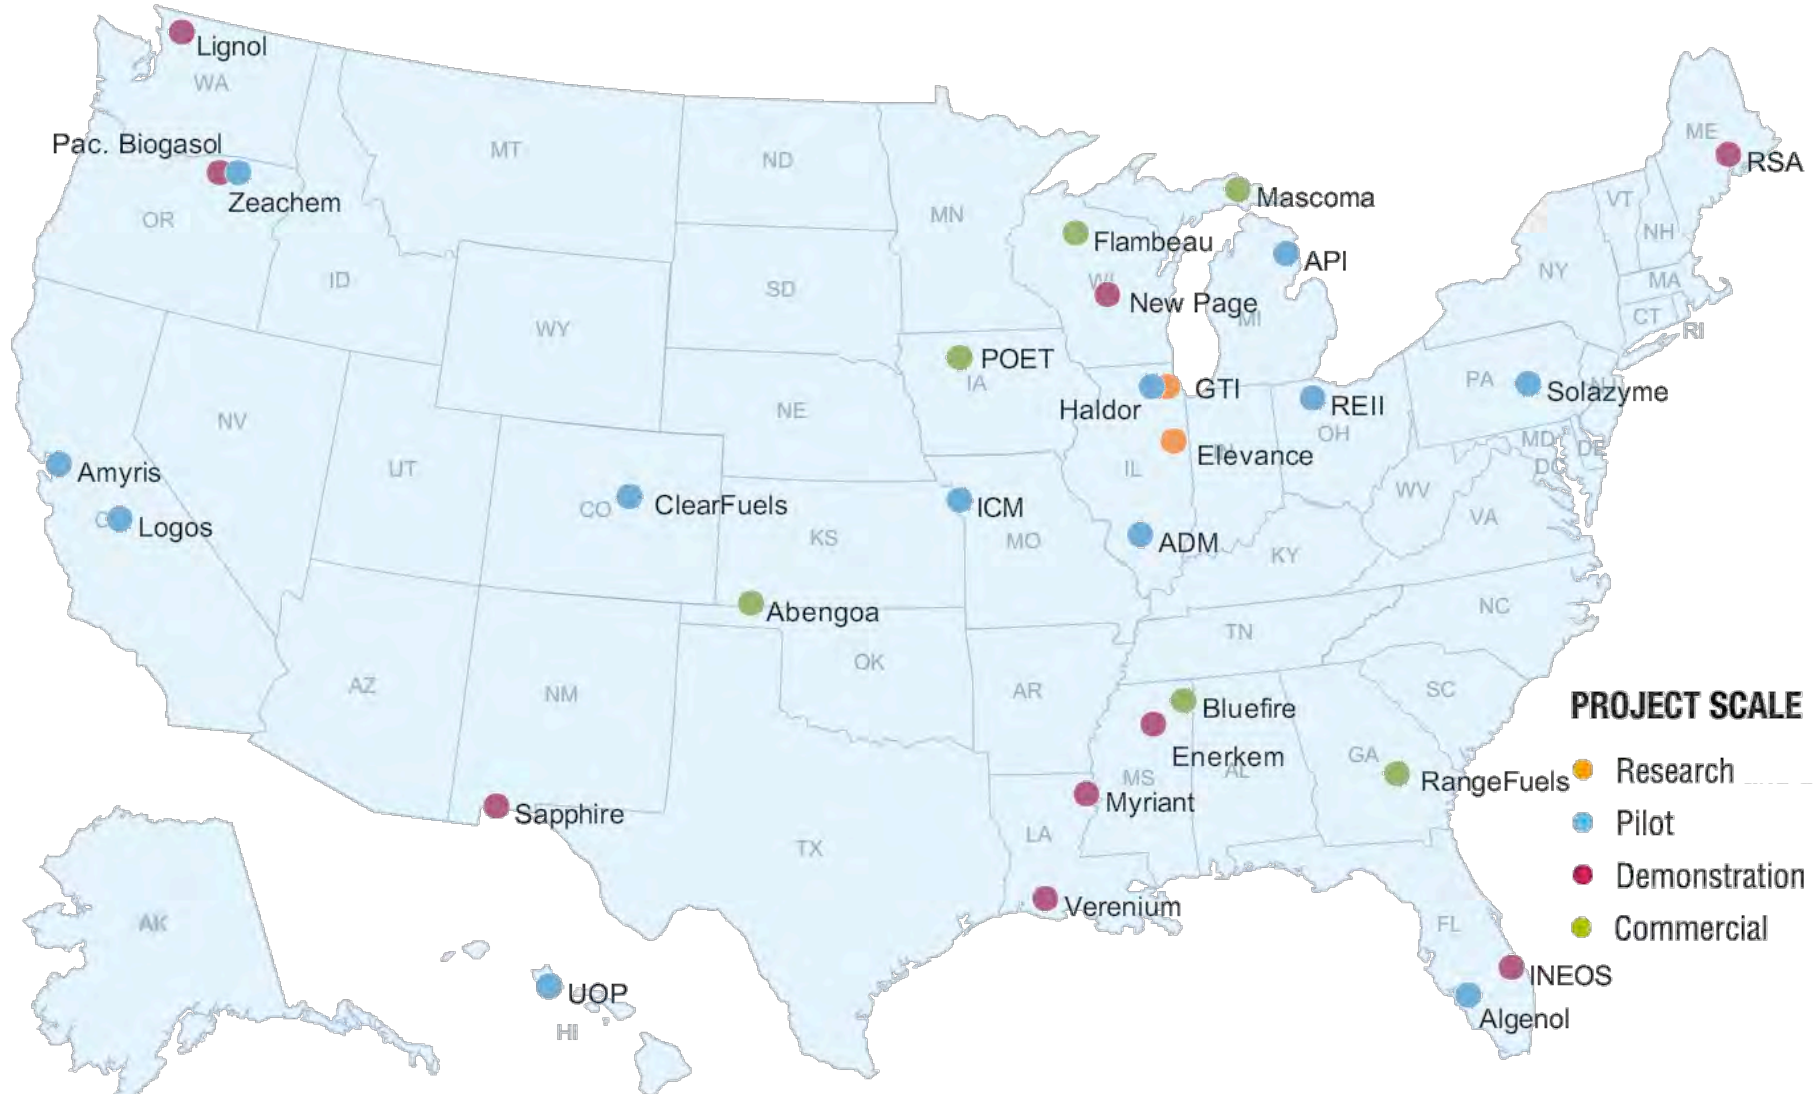 Lignol
WA
Pac. Biogasol
Zeachem
OR
MT
ND
MN
ID
SD
WY
Mascoma
Flambeau
API
WI
New Page
MI
ME
RSA
VT
NH
NY
MA
CT
RI
POET
IA
NE
NV
UT
Haldor
GTI
REII
OH
PA
Solazyme
NJ
Elevance
IN
IL
MD
DE
DC
WV
VA
Amyris
Logos
CO
ClearFuels
KS
ICM
MO
ADM
KY
Abengoa
OK
AR
TN
NC
SC
AZ
NM
Bluefire
Enerkem
MS
AL
GA
RangeFuels
Sapphire
TX
Myriant
LA
Verenium
FL
INEOS
Algenol
AK
UOP
HI
PROJECT SCALE
Research
Pilot
Demonstration
Commercial